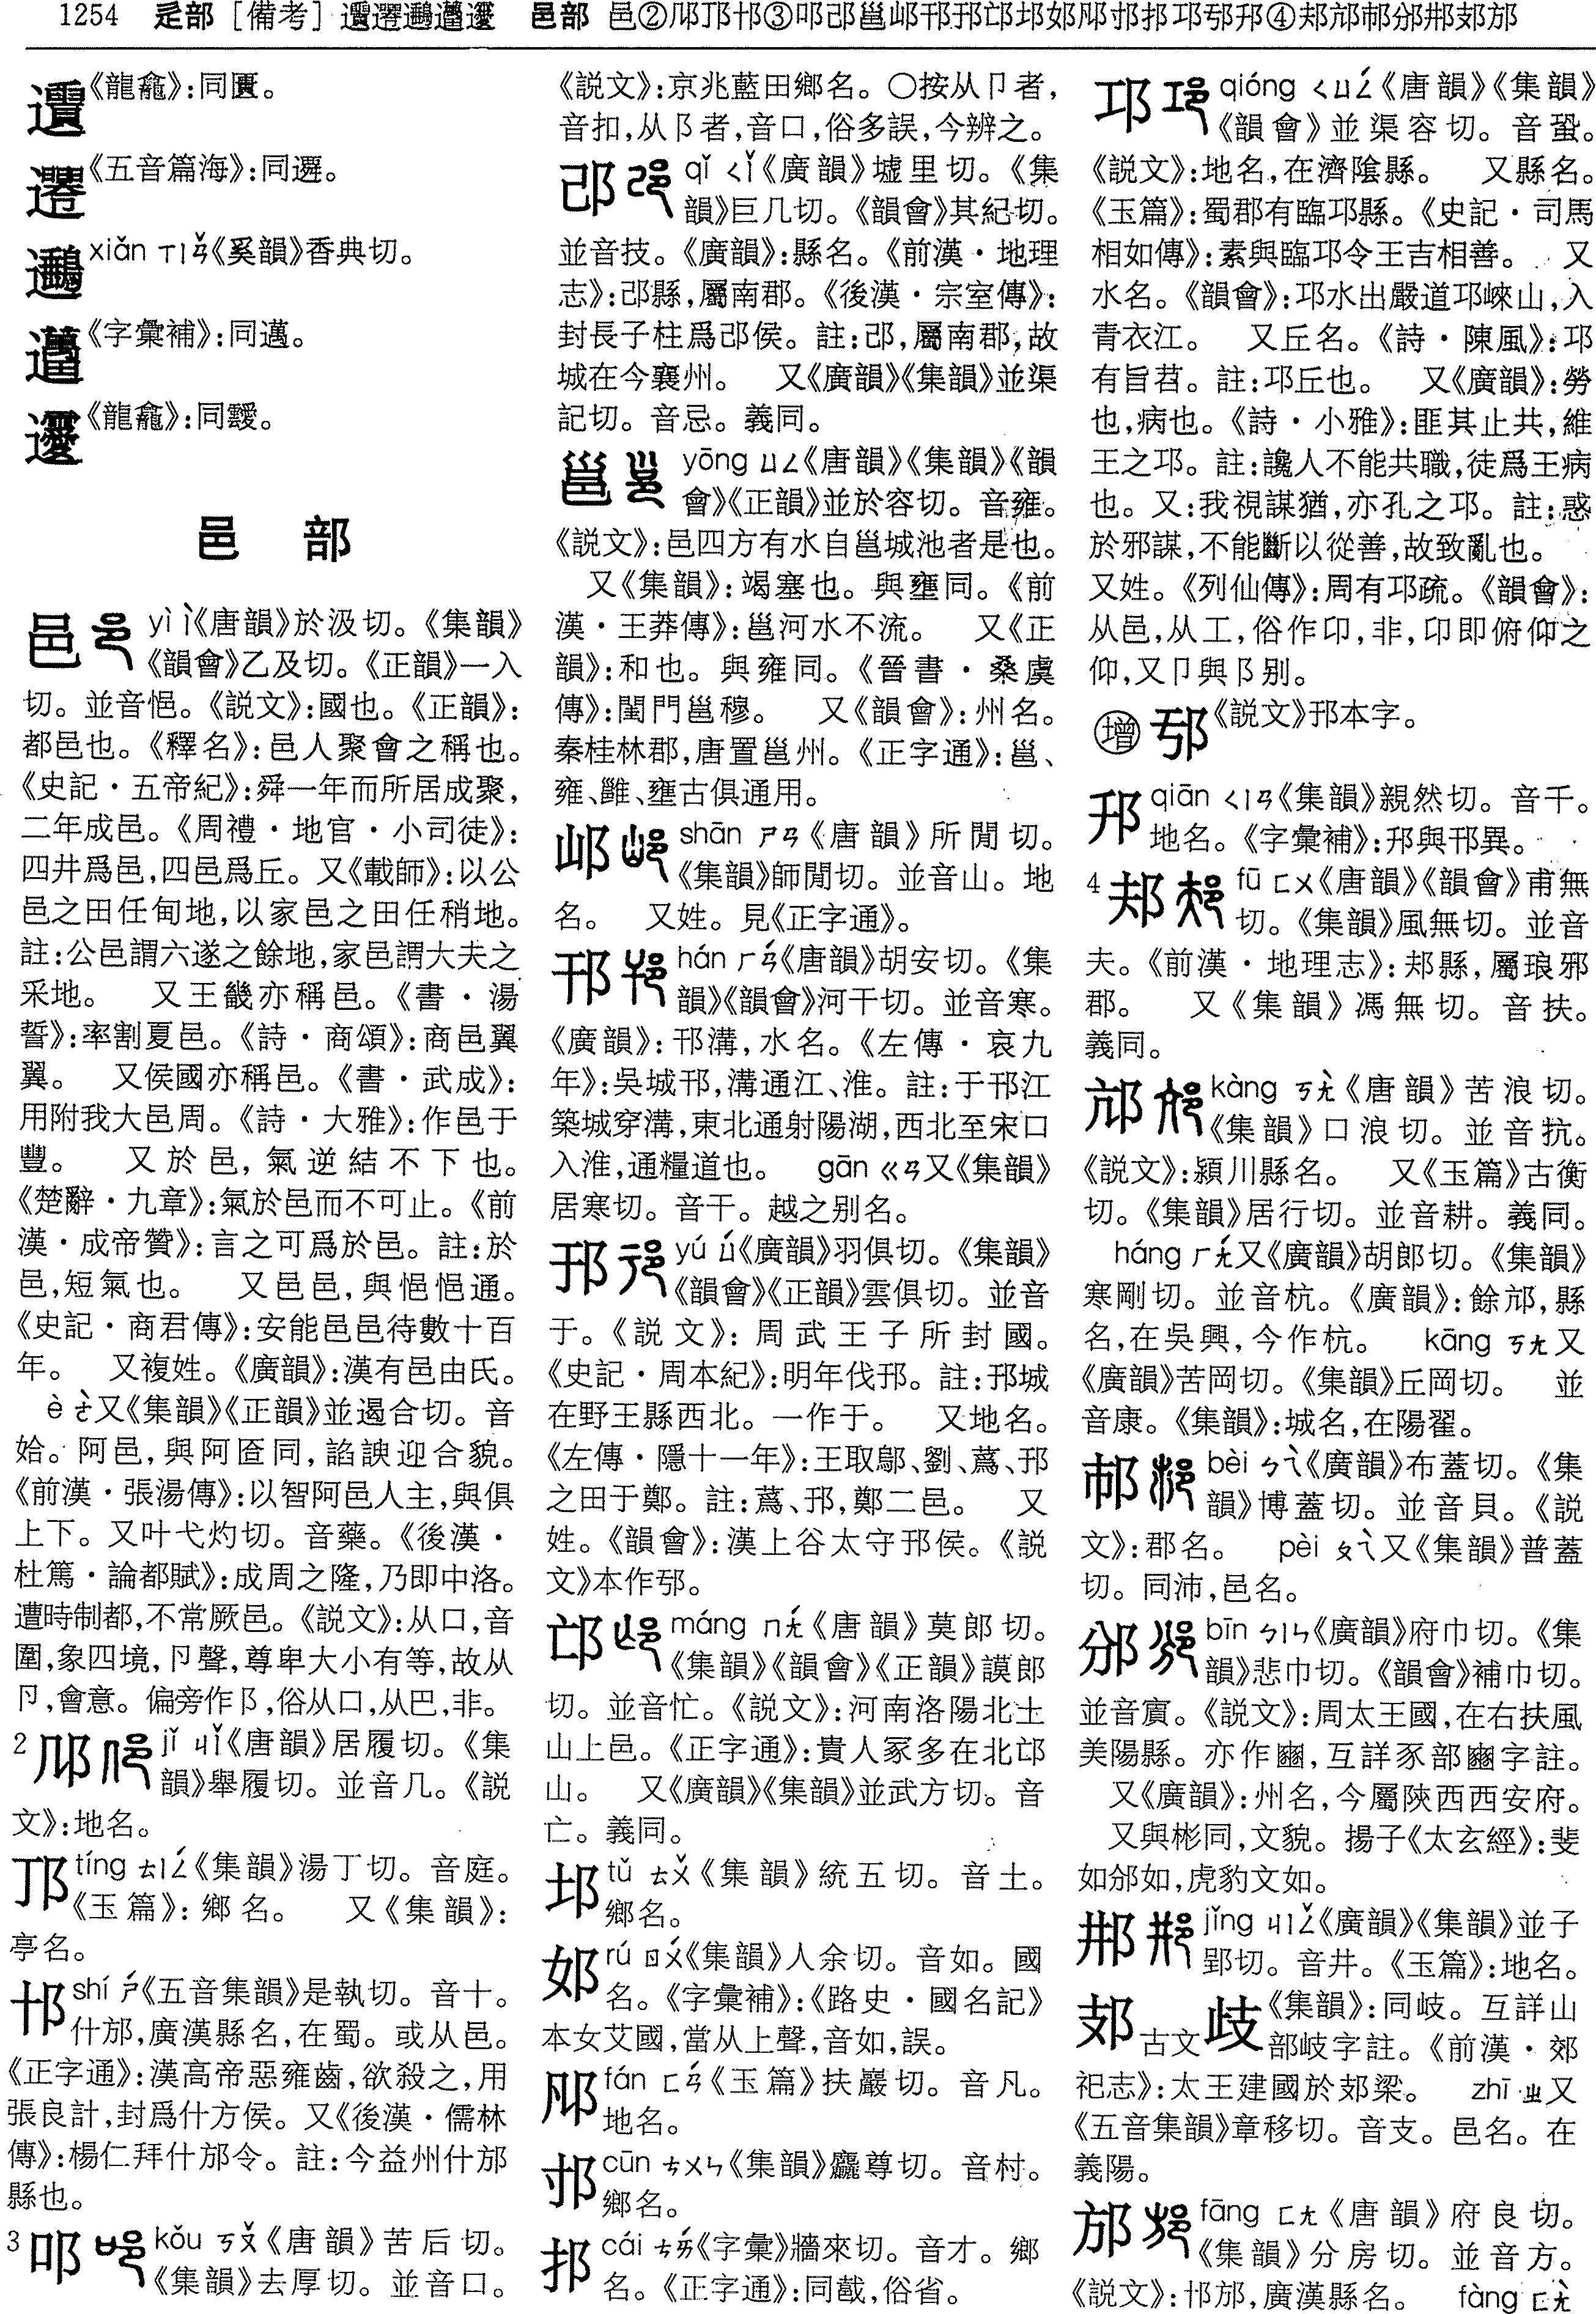 1254 辵部 [備考] 邑部 邑②𨙨邒𨙩③叩邔邕邖邗邘邙𨙸邚𨙹邨𨙻邛𨙺𨙶④邞邟邶邠邢郂邡
《龍龕》:同匱。
《五音篇海》:同遷。
xiǎn ㄒㄧㄢˇ《奚韻》香典切。
《字彙補》:同邁。
《龍龕》:同靉。
邑 部
邑 yì ㄧˋ《唐韻》於汲切。《集韻》
《韻會》乙及切。《正韻》一入
切。並音悒。《説文》:國也。《正韻》:
都邑也。《釋名》:邑人聚會之稱也。
《史記·五帝紀》:舜一年而所居成聚,
二年成邑。《周禮·地官·小司徒》:
四井爲邑,四邑爲丘。又《載師》:以公
邑之田任甸地,以家邑之田任稍地。
註:公邑謂六遂之餘地,家邑謂大夫之
采地。　又王畿亦稱邑。《書·湯
誓》:率割夏邑。《詩·商頌》:商邑翼
翼。　又侯國亦稱邑。《書·武成》:
用附我大邑周。《詩·大雅》:作邑于
豐。　又於邑,氣逆結不下也。
《楚辭·九章》:氣於邑而不可止。《前
漢·成帝贊》:言之可爲於邑。註:於
邑,短氣也。　又邑邑,與悒悒通。
《史記·商君傳》:安能邑邑待數十百
年。　又複姓。《廣韻》:漢有邑由氏。
è ㄜˋ又《集韻》《正韻》並遏合切。音
姶。阿邑,與阿匼同,諂諛迎合貌。
《前漢·張湯傳》:以智阿邑人主,與俱
上下。又叶弋灼切。音藥。《後漢·
杜篤·論都賦》:成周之隆,乃即中洛。
遭時制都,不常厥邑。《説文》:从口,音
圍,象四境,卪聲,尊卑大小有等,故从
卪,會意。偏旁作阝,俗从口,从巴,非。
2 𨙨 jǐ ㄐㄧˇ《唐韻》居履切。《集
韻》舉履切。並音几。《説
文》:地名。
邒 tíng ㄊㄧㄥˊ《集韻》湯丁切。音庭。
《玉篇》:鄉名。　又《集韻》:
亭名。
𨙩 shí ㄕˊ《五音集韻》是執切。音十。
什邡,廣漢縣名,在蜀。或从邑。
《正字通》:漢高帝惡雍齒,欲殺之,用
張良計,封爲什方侯。又《後漢·儒林
傳》:楊仁拜什邡令。註:今益州什邡
縣也。
3 叩 kǒu ㄎㄡˇ《唐韻》苦后切。
《集韻》去厚切。並音口。
《説文》:京兆藍田鄉名。○按从卩者,
音扣,从阝者,音口,俗多誤,今辨之。
邔 qǐ ㄑㄧˇ《廣韻》墟里切。《集
韻》巨几切。《韻會》其紀切。
並音技。《廣韻》:縣名。《前漢·地理
志》:邔縣,屬南郡。《後漢·宗室傳》:
封長子柱爲邔侯。註:邔,屬南郡,故
城在今襄州。　又《廣韻》《集韻》並渠
記切。音忌。義同。
邕 yōng ㄩㄥ《唐韻》《集韻》《韻
會》《正韻》並於容切。音雍。
《説文》:邑四方有水自邕城池者是也。
又《集韻》:竭塞也。與壅同。《前
漢·王莽傳》:邕河水不流。　又《正
韻》:和也。與雍同。《晉書·桑虞
傳》:閨門邕穆。　又《韻會》:州名。
秦桂林郡,唐置邕州。《正字通》:邕、
雍、雝、壅古俱通用。
邖 shān ㄕㄢ《唐韻》所閒切。
《集韻》師閒切。並音山。地
名。　又姓。見《正字通》。
邗 hán ㄏㄢˊ《唐韻》胡安切。《集
韻》《韻會》河干切。並音寒。
《廣韻》:邗溝,水名。《左傳·哀九
年》:吳城邗,溝通江、淮。註:于邗江
築城穿溝,東北通射陽湖,西北至宋口
入淮,通糧道也。　gān ㄍㄢ又《集韻》
居寒切。音干。越之别名。
邘 yú ㄩˊ《廣韻》羽俱切。《集韻》
《韻會》《正韻》雲俱切。並音
于。《説文》:周武王子所封國。
《史記·周本紀》:明年伐邘。註:邘城
在野王縣西北。一作于。　又地名。
《左傳·隱十一年》:王取鄔、劉、蔿、邘
之田于鄭。註:蔿、邘,鄭二邑。　又
姓。《韻會》:漢上谷太守邘侯。《説
文》本作𨙺。
邙 máng ㄇㄤˊ《唐韻》莫郎切。
《集韻》《韻會》《正韻》謨郎
切。並音忙。《説文》:河南洛陽北土
山上邑。《正字通》:貴人冢多在北邙
山。　又《廣韻》《集韻》並武方切。音
亡。義同。
𨙸 tǔ ㄊㄨˇ《集韻》統五切。音土。
鄉名。
邚 rú ㄖㄨˊ《集韻》人余切。音如。國
名。《字彙補》:《路史·國名記》
本女艾國,當从上聲,音如,誤。
𨙹 fán ㄈㄢˊ《玉篇》扶嚴切。音凡。
地名。
cūn ㄘㄨㄣ《集韻》麤尊切。音村。
鄉名。
cái ㄘㄞˊ《字彙》牆來切。音才。鄉
名。《正字通》:同𢦔,俗省。
邛 qióng ㄑㄩㄥˊ《唐韻》《集韻》
《韻會》並渠容切。音蛩。
《説文》:地名,在濟陰縣。　又縣名。
《玉篇》:蜀郡有臨邛縣。《史記·司馬
相如傳》:素與臨邛令王吉相善。　又
水名。《韻會》:邛水出嚴道邛崍山,入
青衣江。　又丘名。《詩·陳風》:邛
有旨苕。註:邛丘也。　又《廣韻》:勞
也,病也。《詩·小雅》:匪其止共,維
王之邛。註:讒人不能共職,徒爲王病
也。又:我視謀猶,亦孔之邛。註:惑
於邪謀,不能斷以從善,故致亂也。
又姓。《列仙傳》:周有邛疏。《韻會》:
从邑,从工,俗作卬,非,卬即俯仰之
仰,又卩與阝别。
㊉增 𨙺《説文》邘本字。
qiān ㄑㄧㄢ《集韻》親然切。音千。
地名。《字彙補》:𨙶與邗異。
4 邞 fū ㄈㄨ《唐韻》《韻會》甫無
切。《集韻》風無切。並音
夫。《前漢·地理志》:邞縣,屬琅邪
郡。　又《集韻》馮無切。音扶。
義同。
邟 kàng ㄎㄤˋ《唐韻》苦浪切。
《集韻》口浪切。並音抗。
《説文》:潁川縣名。　又《玉篇》古衡
切。《集韻》居行切。並音耕。義同。
háng ㄏㄤˊ又《廣韻》胡郎切。《集韻》
寒剛切。並音杭。《廣韻》:餘邟,縣
名,在吳興,今作杭。　kāng ㄎㄤ又
《廣韻》苦岡切。《集韻》丘岡切。　並
音康。《集韻》:城名,在陽翟。
bèi ㄅㄟˋ《廣韻》布蓋切。《集
韻》博蓋切。並音貝。《説
文》:郡名。　pèi ㄆㄟˋ又《集韻》普蓋
切。同沛,邑名。
邠 bīn ㄅㄧㄣ《廣韻》府巾切。《集
韻》悲巾切。《韻會》補巾切。
並音賓。《説文》:周太王國,在右扶風
美陽縣。亦作豳,互詳豕部豳字註。
又《廣韻》:州名,今屬陝西西安府。
又與彬同,文貌。揚子《太玄經》:斐
如邠如,虎豹文如。
jǐng ㄐㄧㄥˇ《廣韻》《集韻》並子
郢切。音井。《玉篇》:地名。
郂 古文 歧 《集韻》:同岐。互詳山
部岐字註。《前漢·郊
祀志》:太王建國於郂梁。　zhī ㄓ又
《五音集韻》章移切。音支。邑名。在
義陽。
邡 fāng ㄈㄤ《唐韻》府良切。
《集韻》分房切。並音方。
《説文》:𨙩邡,廣漢縣名。　fàng ㄈㄤˋ